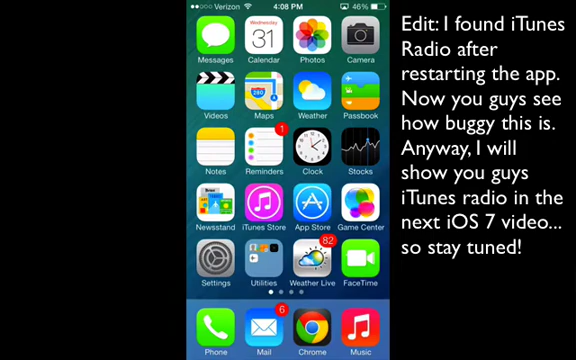 Verizon 4:08 PM 46%
Wednesday
31
Messages Calendar Photos Camera
280
Videos Maps Weather Passbook
1
Notes Reminders Clock Stocks
Newsstand iTunes Store App Store Game Center
82
Settings Utilities Weather Live FaceTime
6
Phone Mail Chrome Music
Edit: I found iTunes
Radio after
restarting the app.
Now you guys see
how buggy this is.
Anyway, I will
show you guys
iTunes radio in the
next iOS 7 video...
so stay tuned!